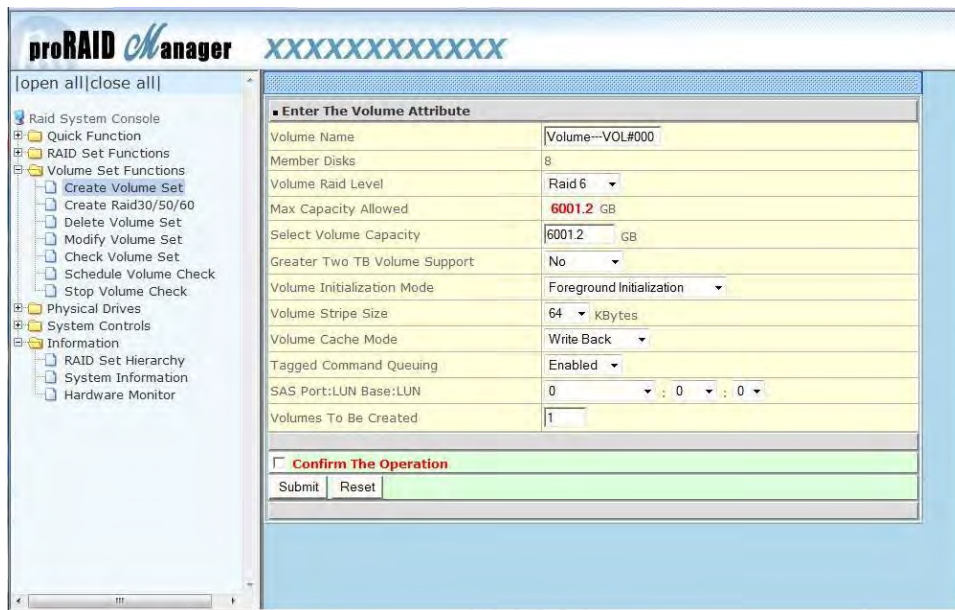 proRAID Manager XXXXXXXXXXXX
|open all|close all|
Raid System Console
Quick Function
RAID Set Functions
Volume Set Functions
Create Volume Set
Create Raid30/50/60
Delete Volume Set
Modify Volume Set
Check Volume Set
Schedule Volume Check
Stop Volume Check
Physical Drives
System Controls
Information
RAID Set Hierarchy
System Information
Hardware Monitor
Enter The Volume Attribute
Volume Name Volume---VOL#000
Member Disks 8
Volume Raid Level Raid 6
Max Capacity Allowed 6001.2 GB
Select Volume Capacity 6001.2 GB
Greater Two TB Volume Support No
Volume Initialization Mode Foreground Initialization
Volume Stripe Size 64 KBytes
Volume Cache Mode Write Back
Tagged Command Queuing Enabled
SAS Port:LUN Base:LUN 0 : 0 : 0
Volumes To Be Created 1
Confirm The Operation
Submit Reset